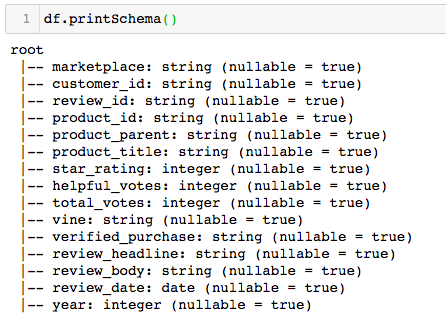 1 df.printSchema()
root
|-- marketplace: string (nullable = true)
|-- customer_id: string (nullable = true)
|-- review_id: string (nullable = true)
|-- product_id: string (nullable = true)
|-- product_parent: string (nullable = true)
|-- product_title: string (nullable = true)
|-- star_rating: integer (nullable = true)
|-- helpful_votes: integer (nullable = true)
|-- total_votes: integer (nullable = true)
|-- vine: string (nullable = true)
|-- verified_purchase: string (nullable = true)
|-- review_headline: string (nullable = true)
|-- review_body: string (nullable = true)
|-- review_date: date (nullable = true)
|-- year: integer (nullable = true)